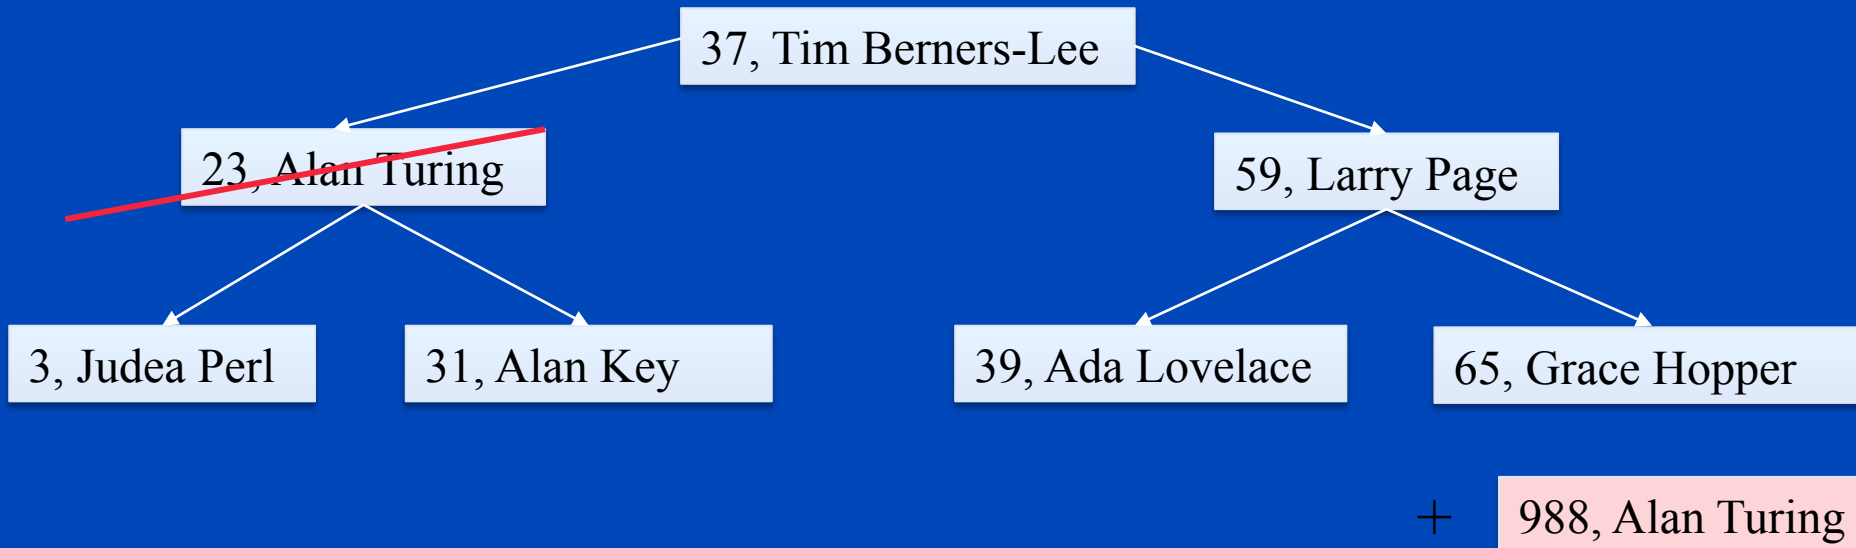 37, Tim Berners-Lee
23, Alan Turing
59, Larry Page
3, Judea Perl
31, Alan Key
39, Ada Lovelace
65, Grace Hopper
+ 988, Alan Turing